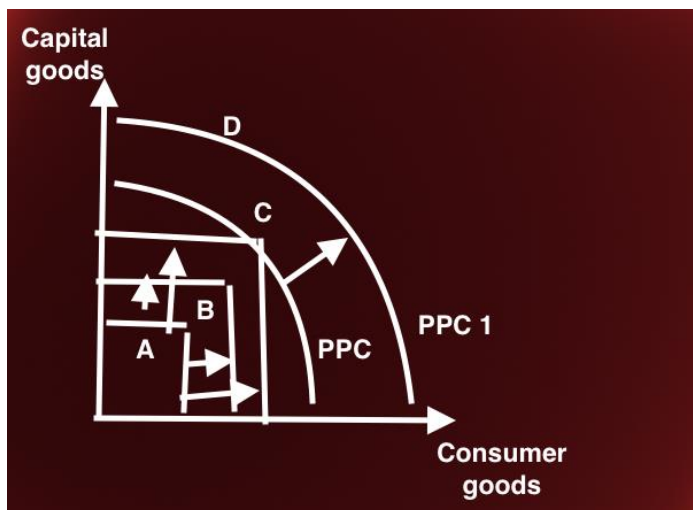 Capital
goods
D
C
B
A
PPC
PPC 1
Consumer
goods